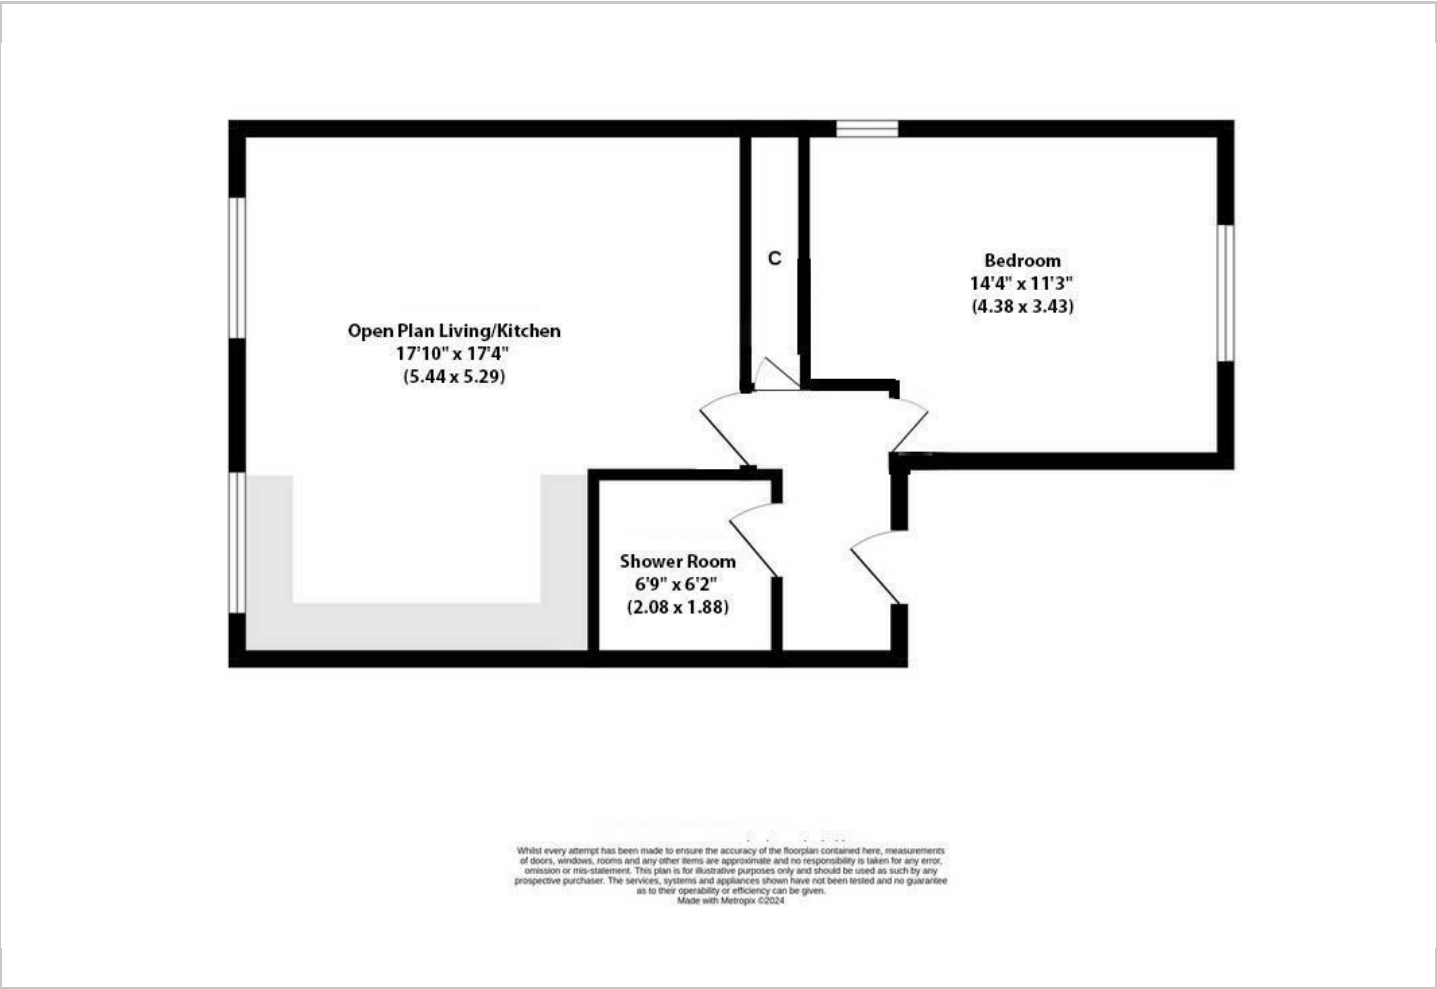 C
Bedroom
14'4" x 11'3"
(4.38 x 3.43)
Open Plan Living/Kitchen
17'10" x 17'4"
(5.44 x 5.29)
Shower Room
6'9" x 6'2"
(2.08 x 1.88)
Whilst every attempt has been made to ensure the accuracy of the floorplan contained here, measurements
of doors, windows, rooms and any other items are approximate and no responsibility is taken for any error,
omission or mis-statement. This plan is for illustrative purposes only and should be used as such by any
prospective purchaser. The services, systems and appliances shown have not been tested and no guarantee
as to their operability or efficiency can be given.
Made with Metropix ©2024